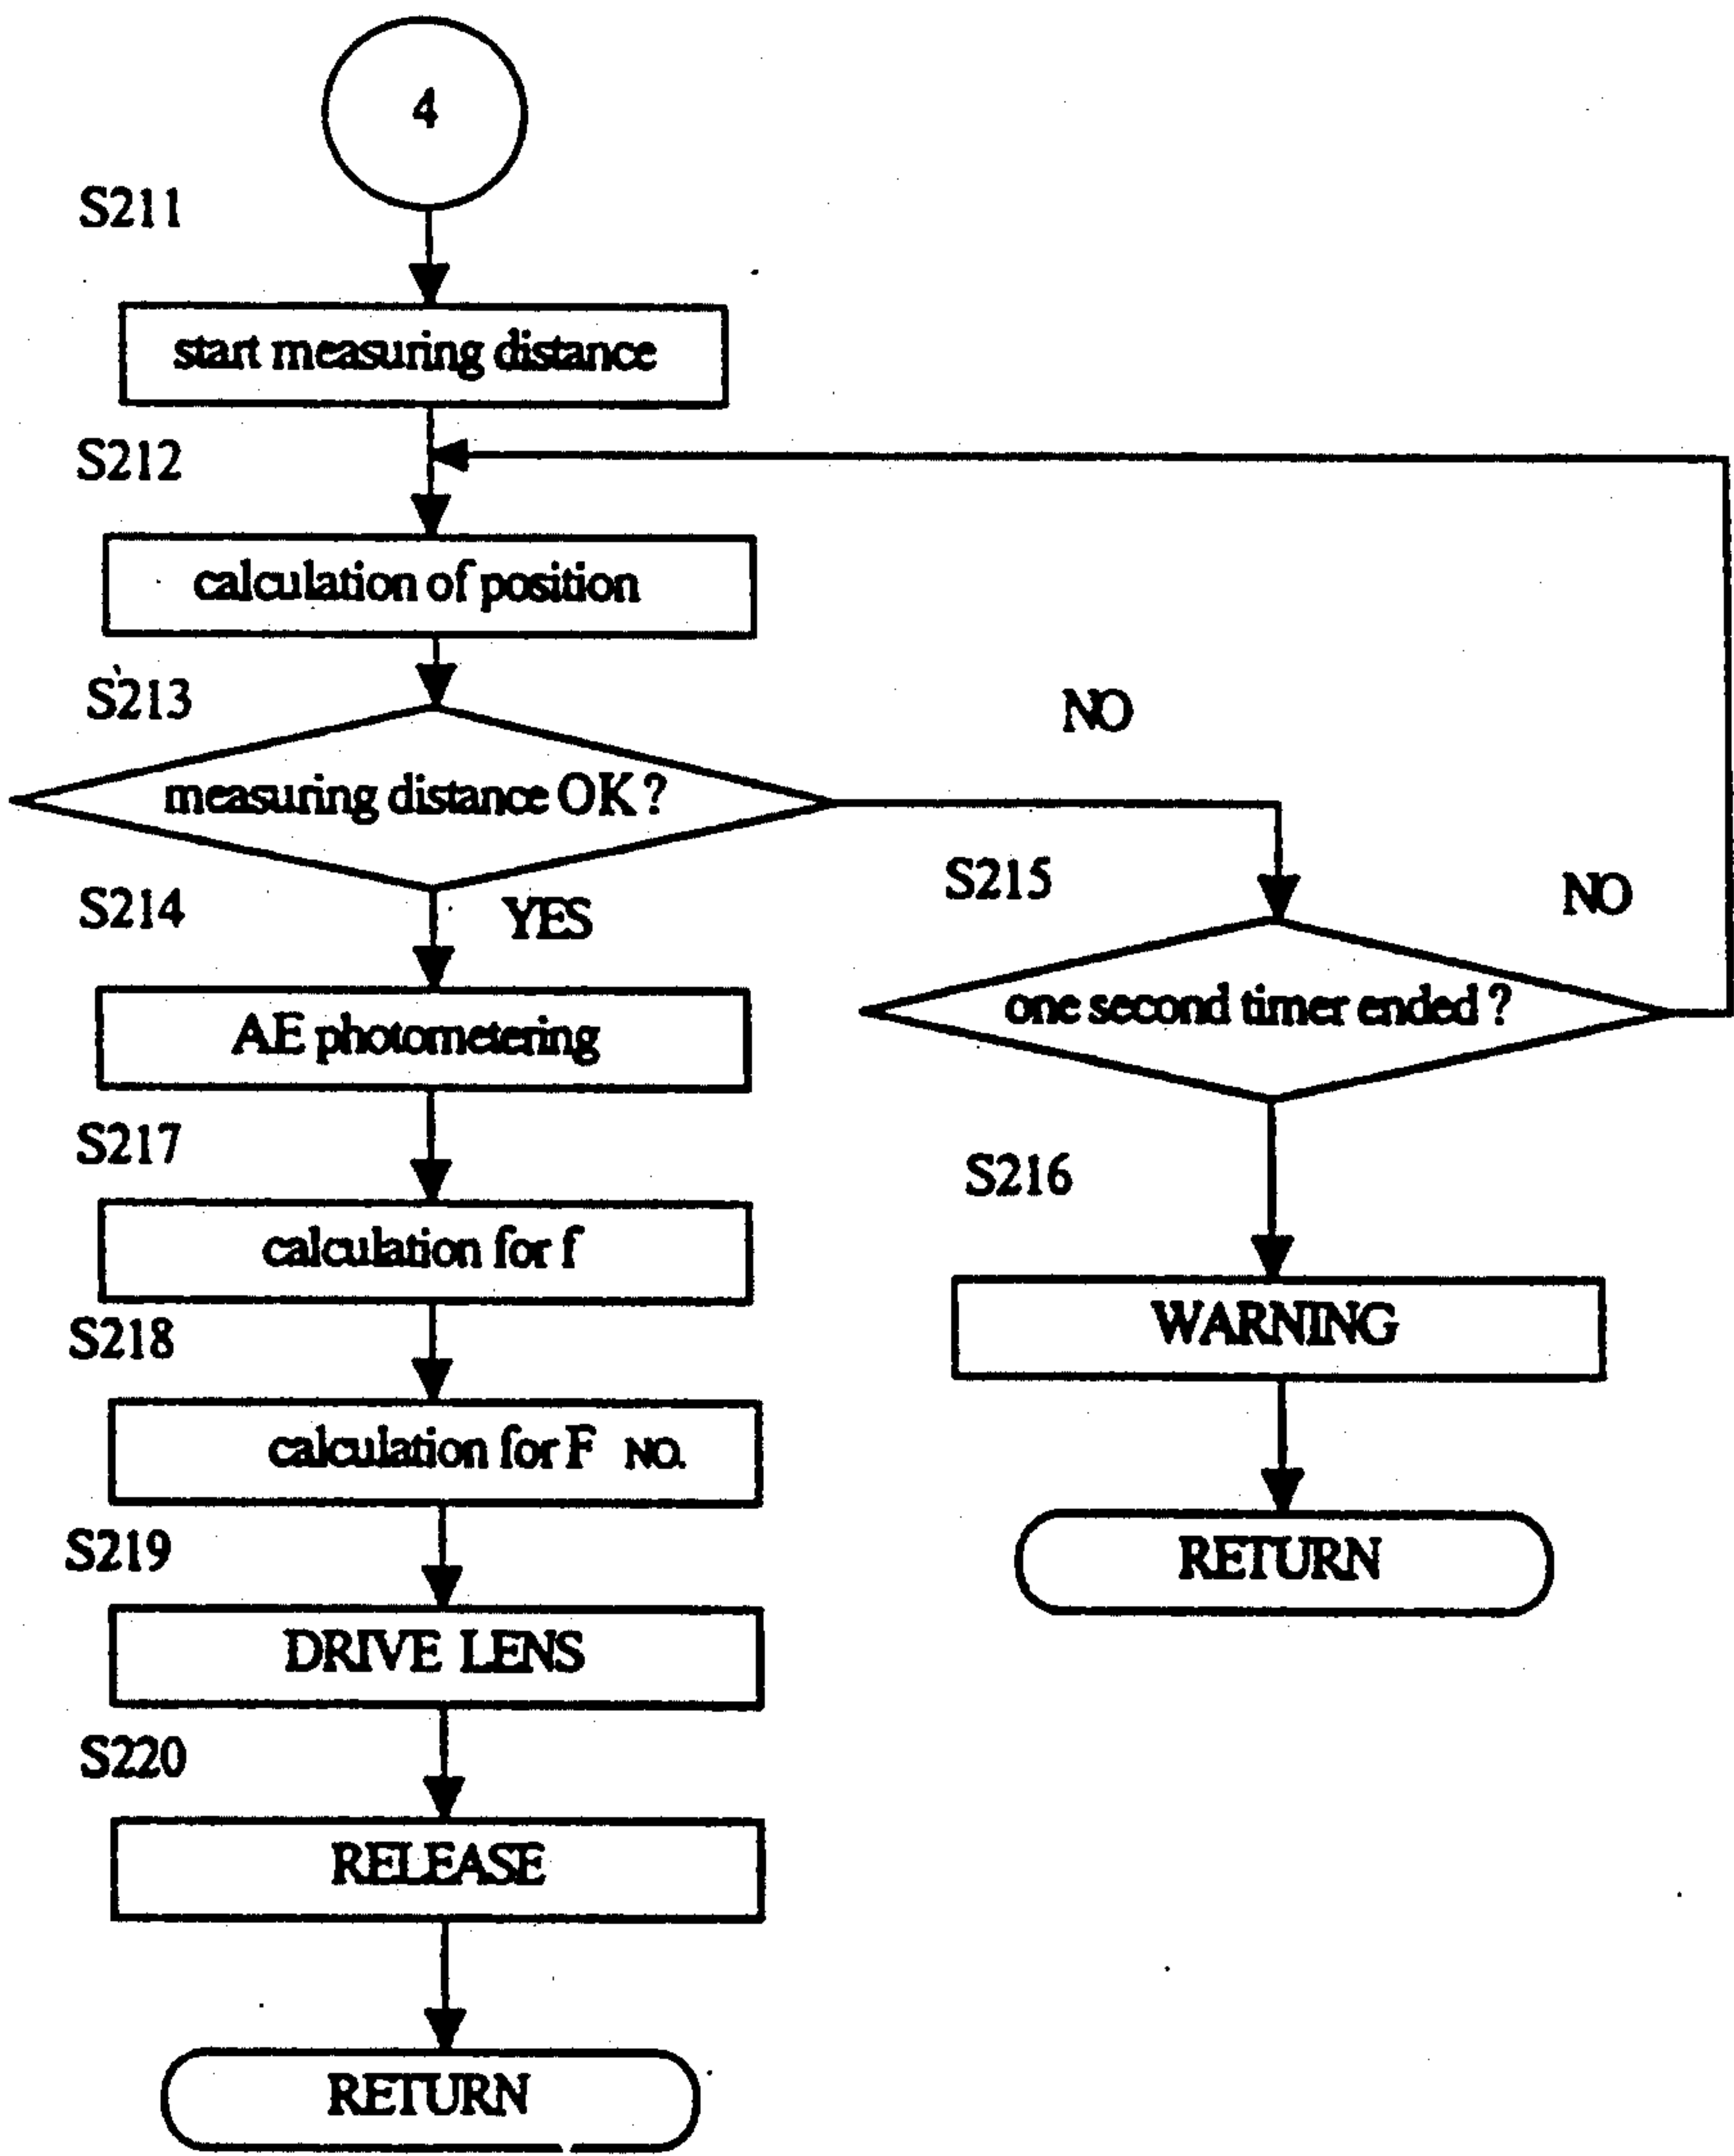 4
S211
start measuring distance
S212
calculation of position
S213
measuring distance OK ?
NO
S214
YES
S215
NO
AE photometering
one second timer ended ?
S217
S216
calculation for f
WARNING
S218
calculation for F NO.
S219
RETURN
DRIVE LENS
S220
RELEASE
RETURN